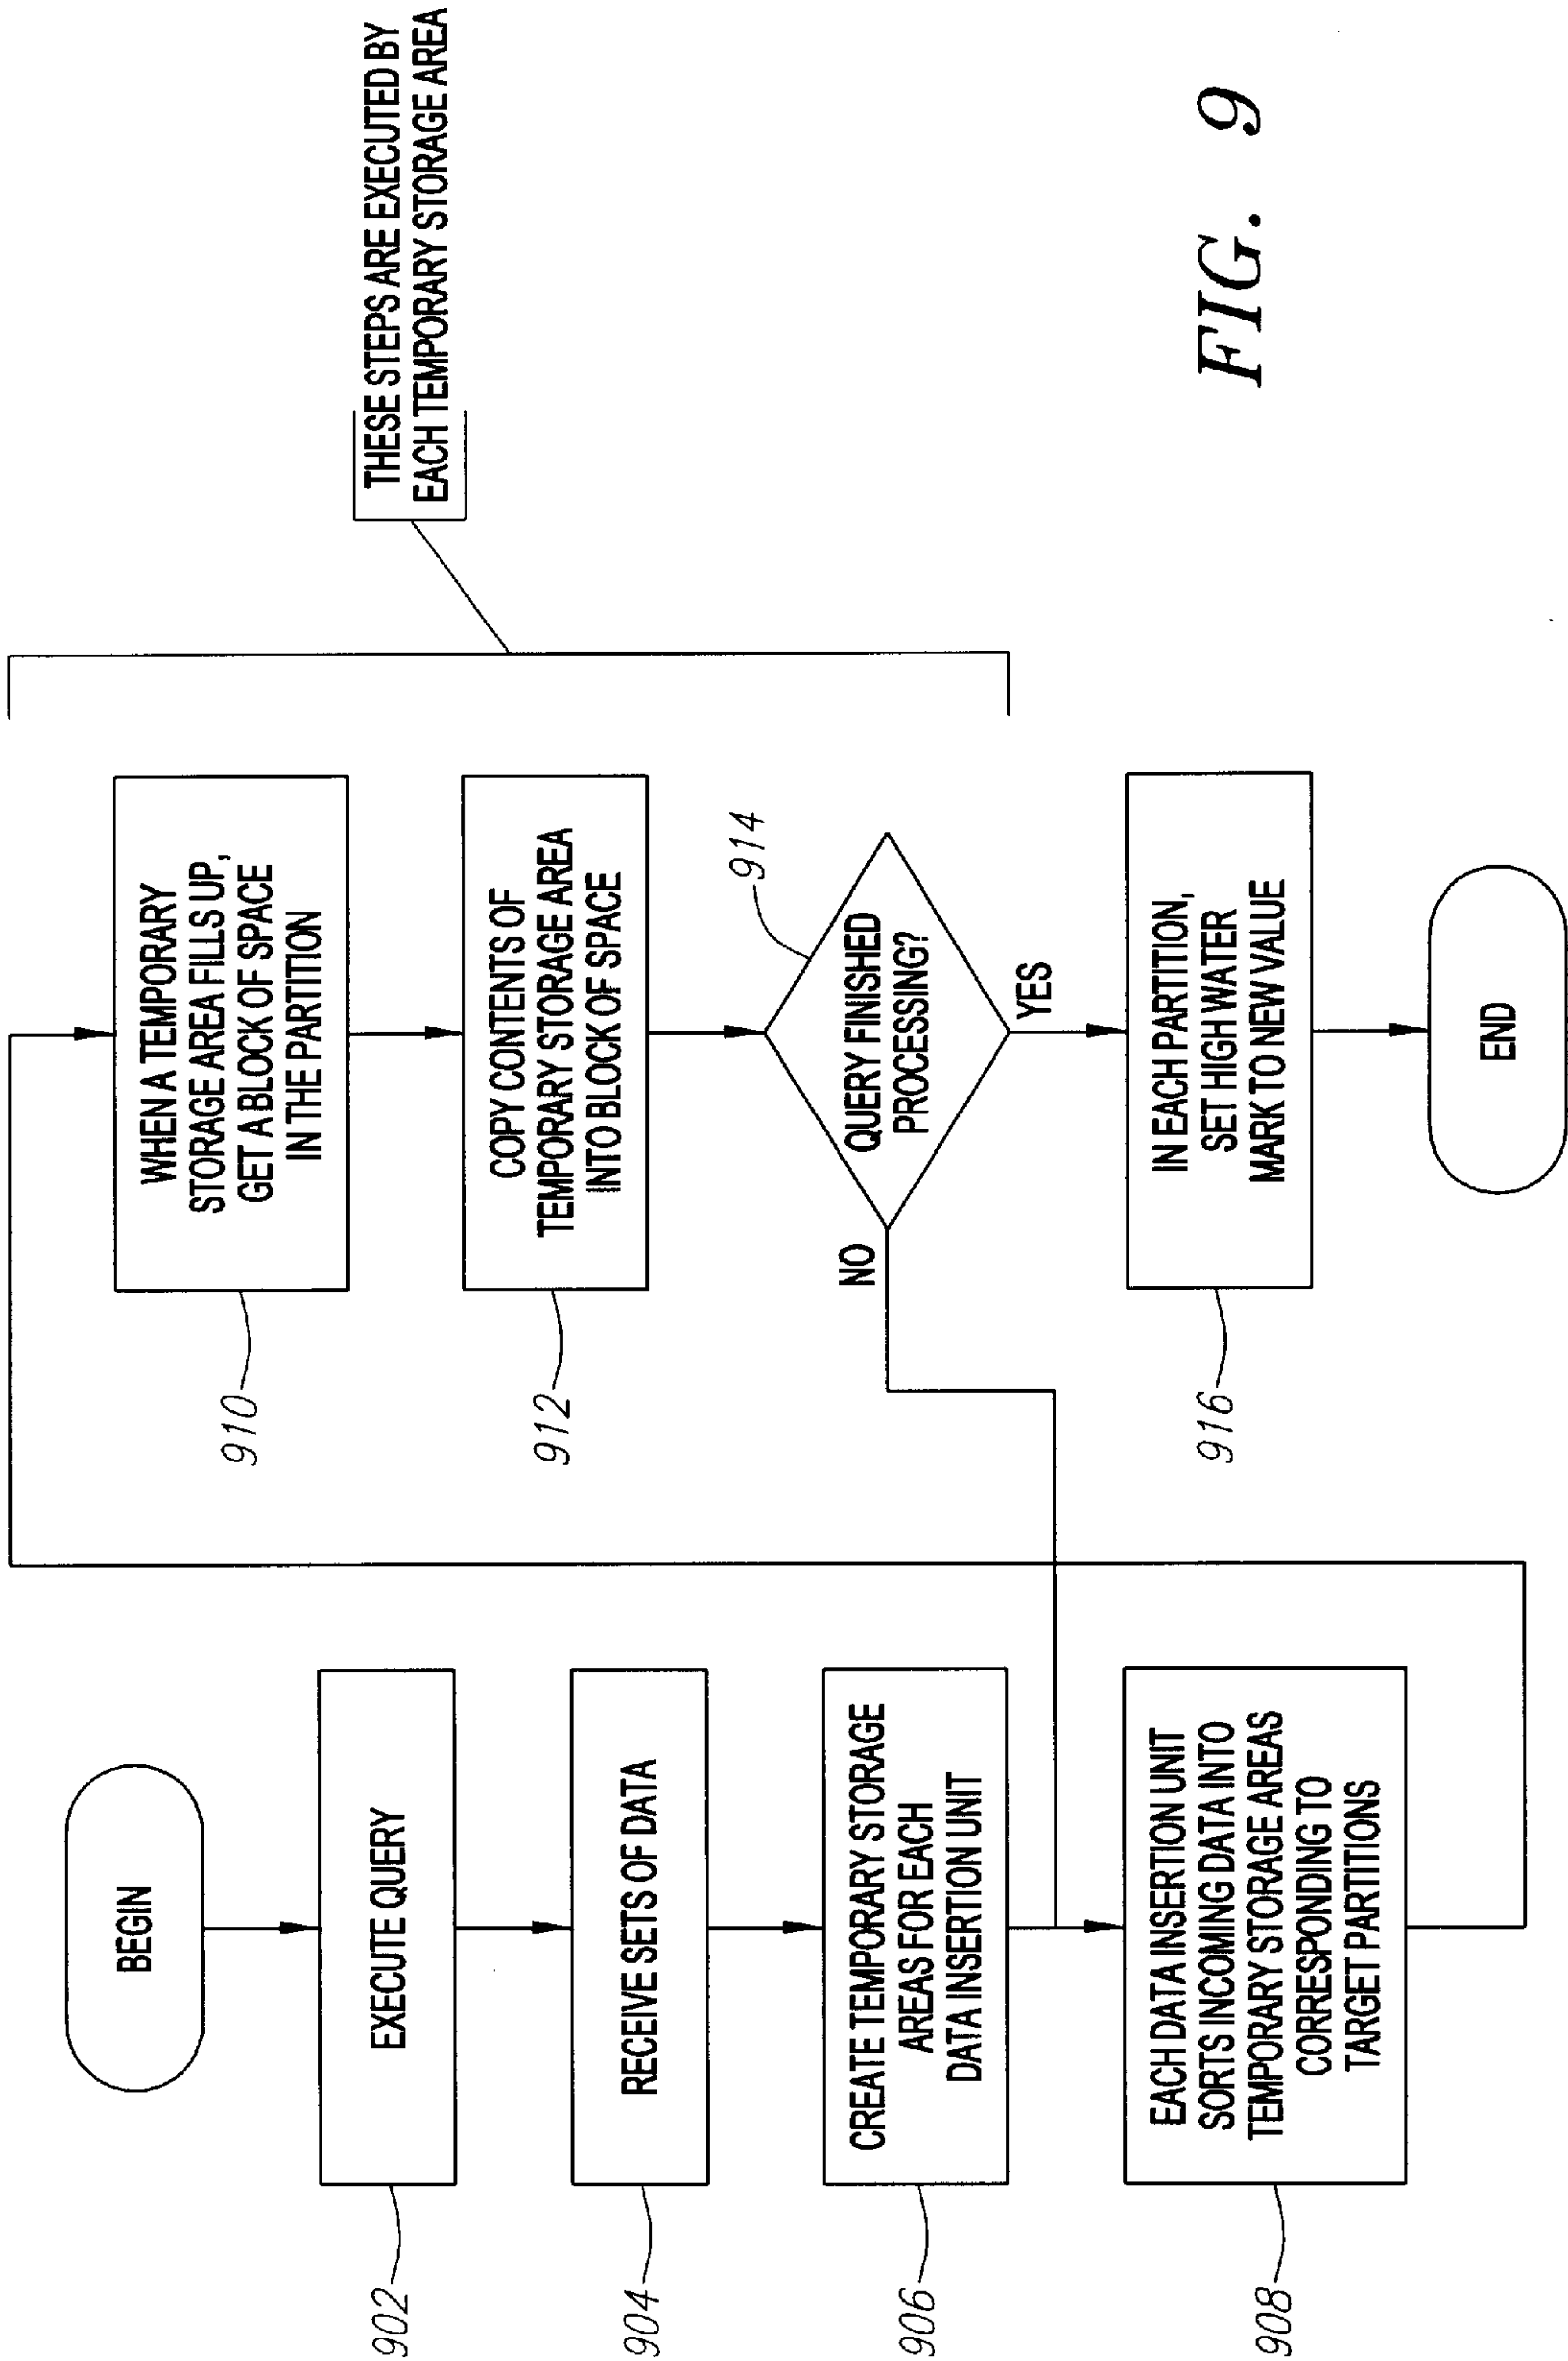 BEGIN
EXECUTE QUERY
902
RECEIVE SETS OF DATA
904
CREATE TEMPORARY STORAGE
AREAS FOR EACH
DATA INSERTION UNIT
906
EACH DATA INSERTION UNIT
SORTS INCOMING DATA INTO
TEMPORARY STORAGE AREAS
CORRESPONDING TO
TARGET PARTITIONS
908
WHEN A TEMPORARY
STORAGE AREA FILLS UP,
GET A BLOCK OF SPACE
IN THE PARTITION
910
COPY CONTENTS OF
TEMPORARY STORAGE AREA
INTO BLOCK OF SPACE
912
QUERY FINISHED
PROCESSING?
914
NO
YES
IN EACH PARTITION,
SET HIGH WATER
MARK TO NEW VALUE
916
END
THESE STEPS ARE EXECUTED BY
EACH TEMPORARY STORAGE AREA
FIG. 9